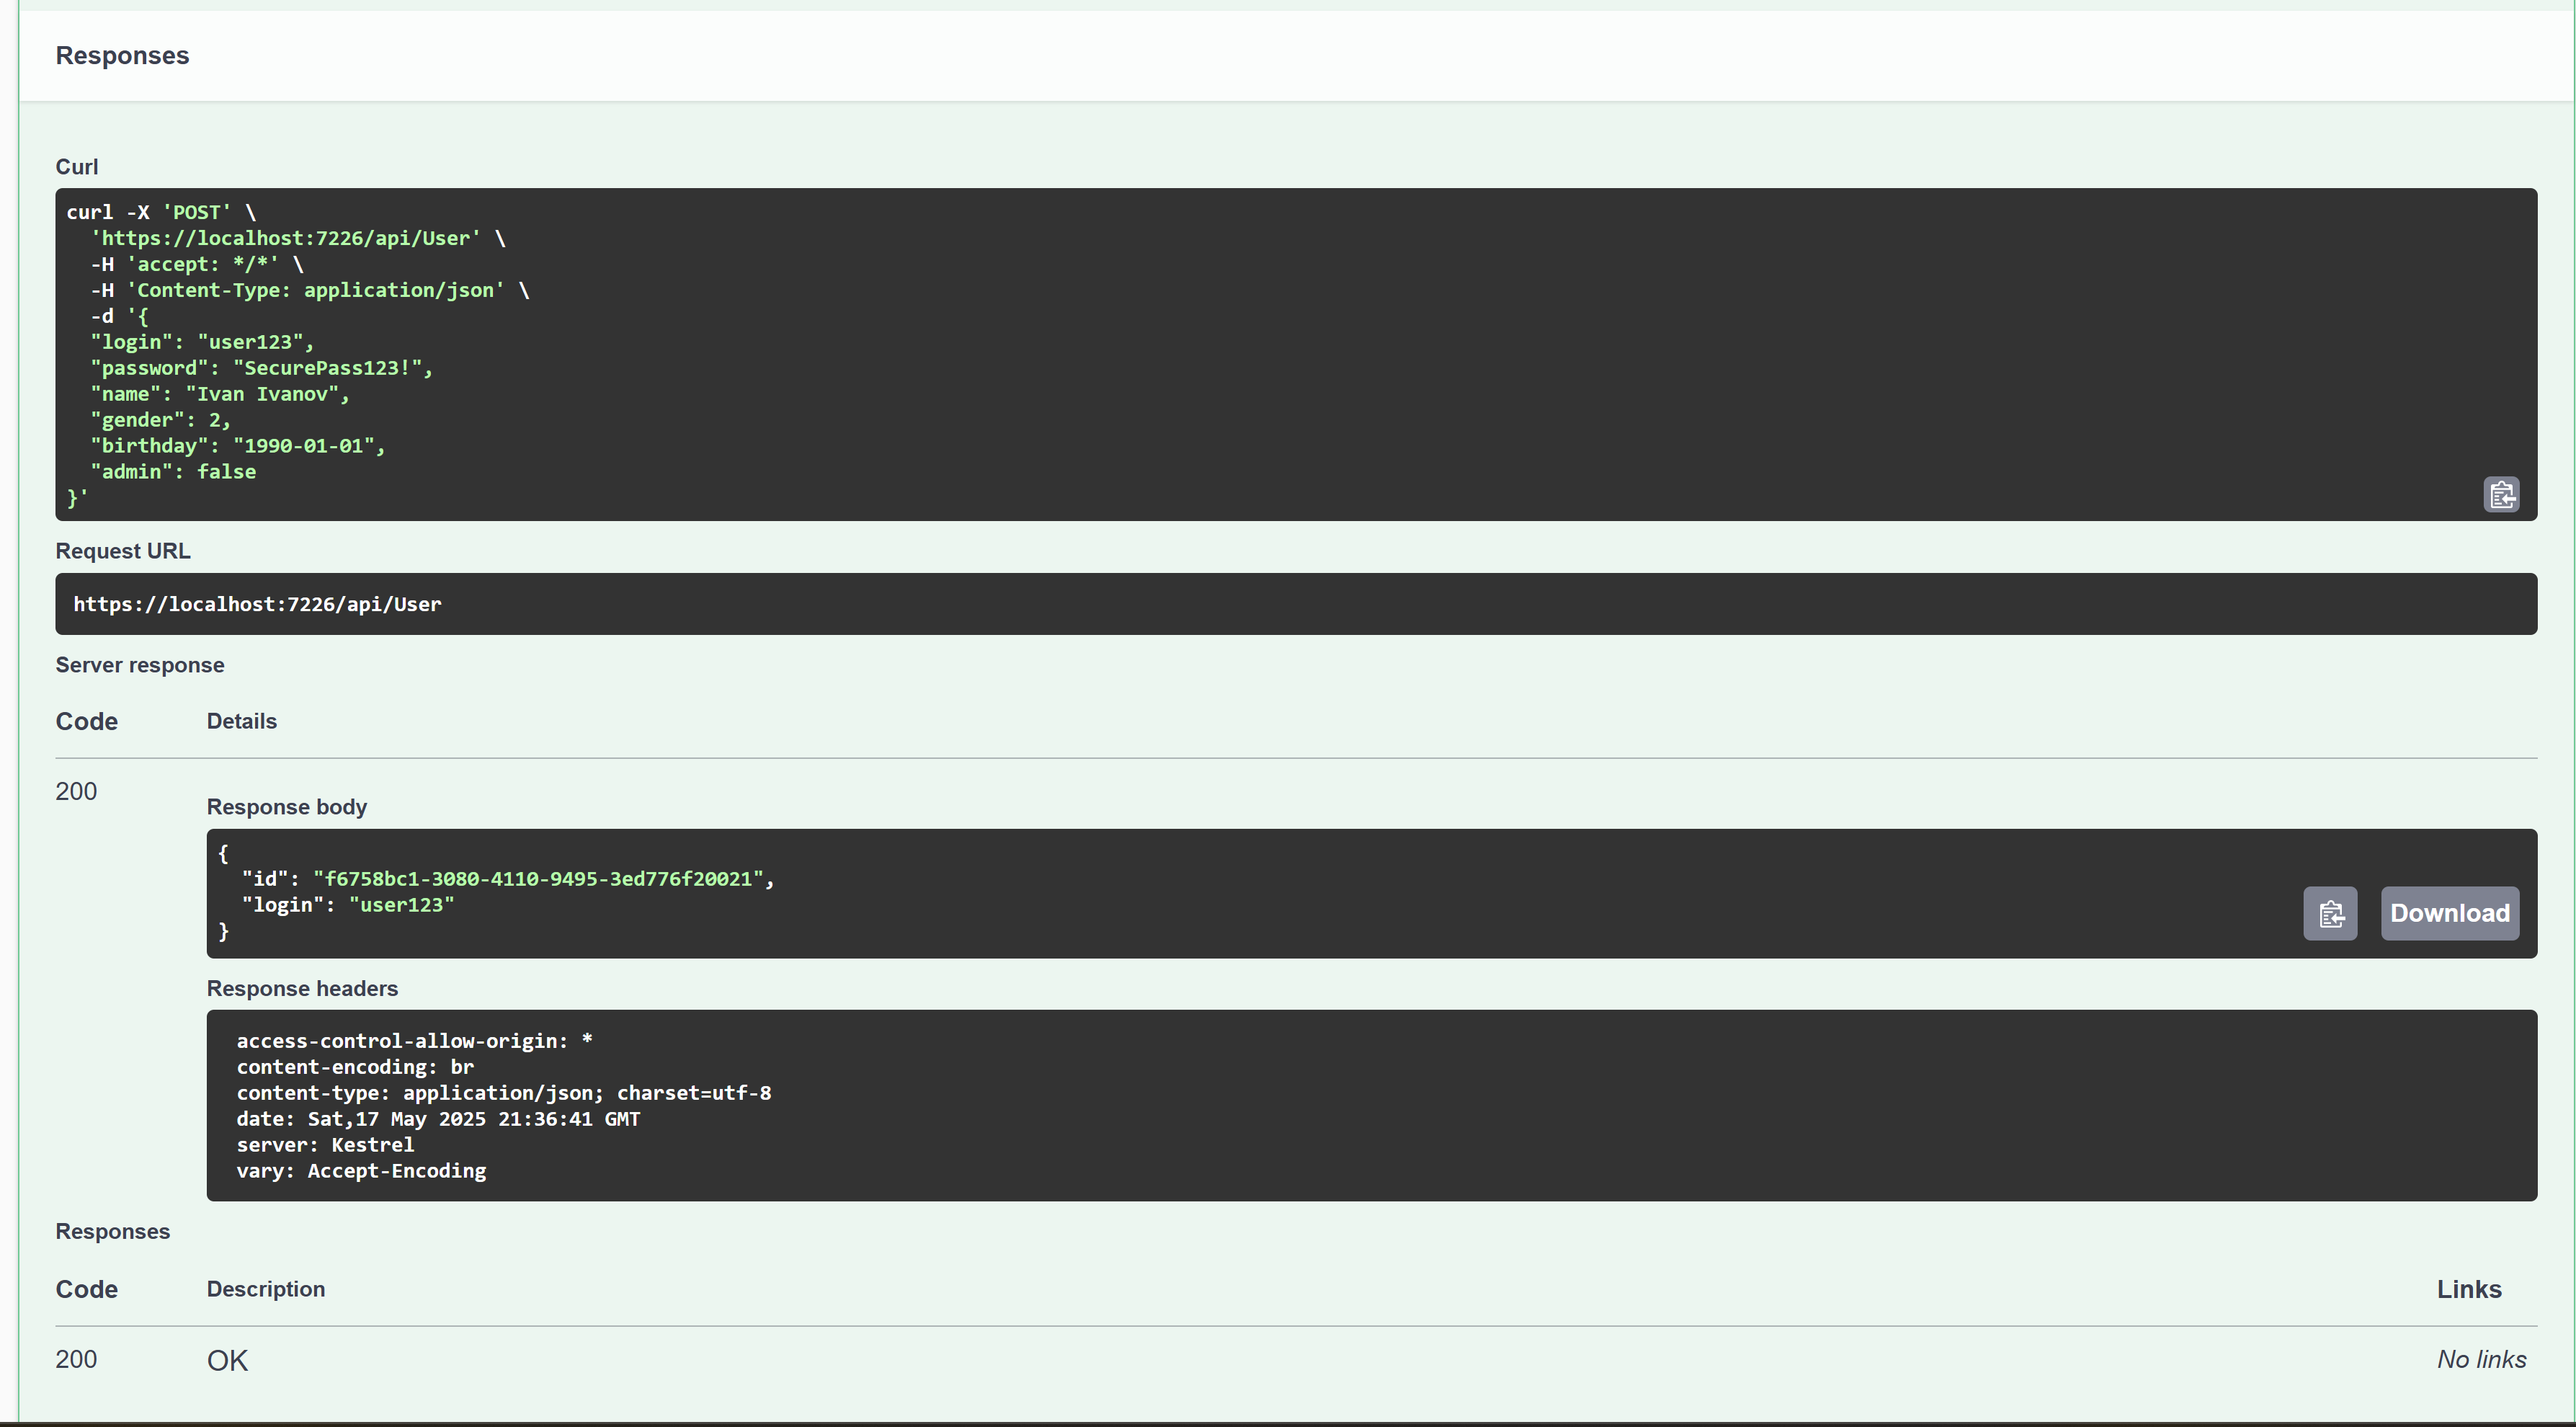 Responses
Curl
curl -X 'POST' \
  'https://localhost:7226/api/User' \
  -H 'accept: */*' \
  -H 'Content-Type: application/json' \
  -d '{
  "login": "user123",
  "password": "SecurePass123!",
  "name": "Ivan Ivanov",
  "gender": 2,
  "birthday": "1990-01-01",
  "admin": false
}'
Request URL
https://localhost:7226/api/User
Server response
Code Details
200
Response body
{
  "id": "f6758bc1-3080-4110-9495-3ed776f20021",
  "login": "user123"
}
Download
Response headers
access-control-allow-origin: *
content-encoding: br
content-type: application/json; charset=utf-8
date: Sat,17 May 2025 21:36:41 GMT
server: Kestrel
vary: Accept-Encoding
Responses
Code Description Links
200 OK No links